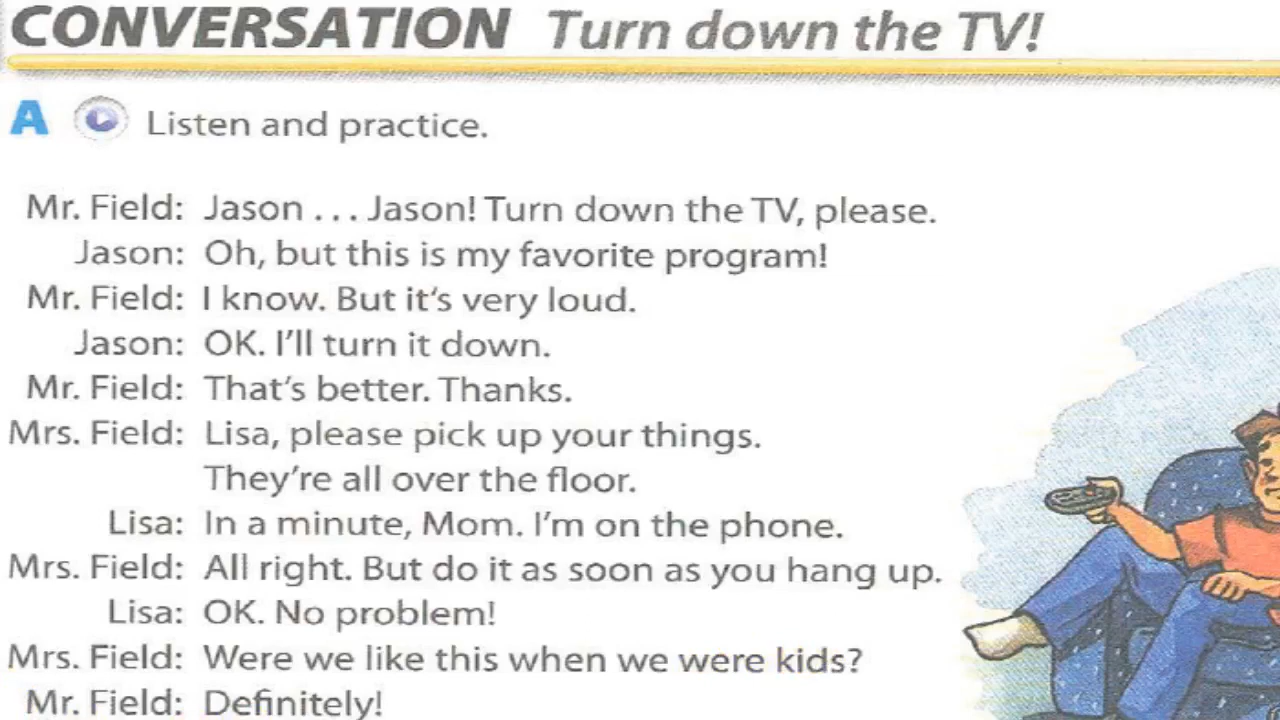 CONVERSATION Turn down the TV!
A Listen and practice.
Mr. Field: Jason . . . Jason! Turn down the TV, please.
Jason: Oh, but this is my favorite program!
Mr. Field: I know. But it's very loud.
Jason: OK. I'll turn it down.
Mr. Field: That's better. Thanks.
Mrs. Field: Lisa, please pick up your things.
They're all over the floor.
Lisa: In a minute, Mom. I'm on the phone.
Mrs. Field: All right. But do it as soon as you hang up.
Lisa: OK. No problem!
Mrs. Field: Were we like this when we were kids?
Mr. Field: Definitely!